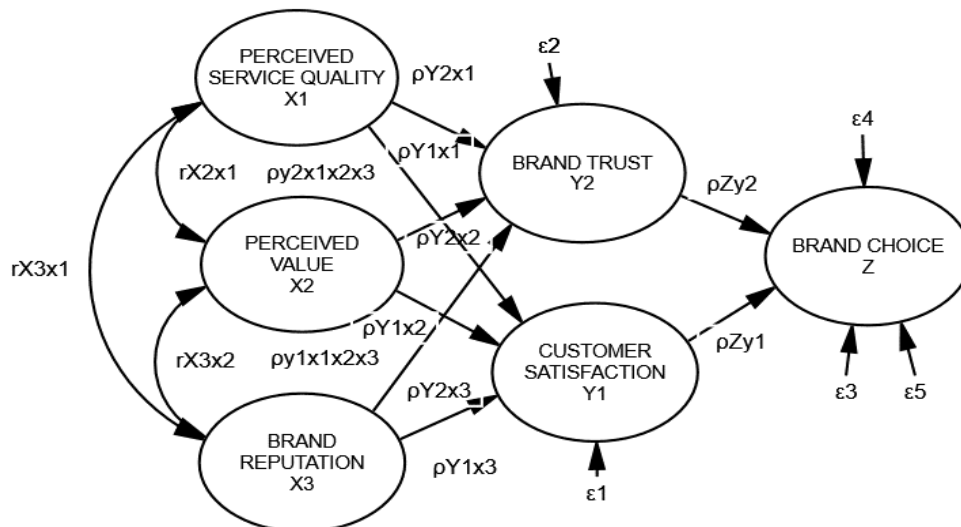 PERCEIVED
SERVICE QUALITY
X1
ρY2x1
ε2
ε4
rX2x1
ρy2x1x2x3
ρY1x1
BRAND TRUST
Y2
ρZy2
PERCEIVED
VALUE
X2
ρY2x2
BRAND CHOICE
Z
rX3x1
rX3x2
ρY1x2
ρy1x1x2x3
ρZy1
CUSTOMER
SATISFACTION
Y1
ρY2x3
ε3
ε5
BRAND
REPUTATION
X3
ρY1x3
ε1